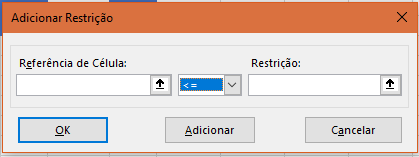 Adicionar Restrição
Referência de Célula:
Restrição:
<=
OK
Adicionar
Cancelar